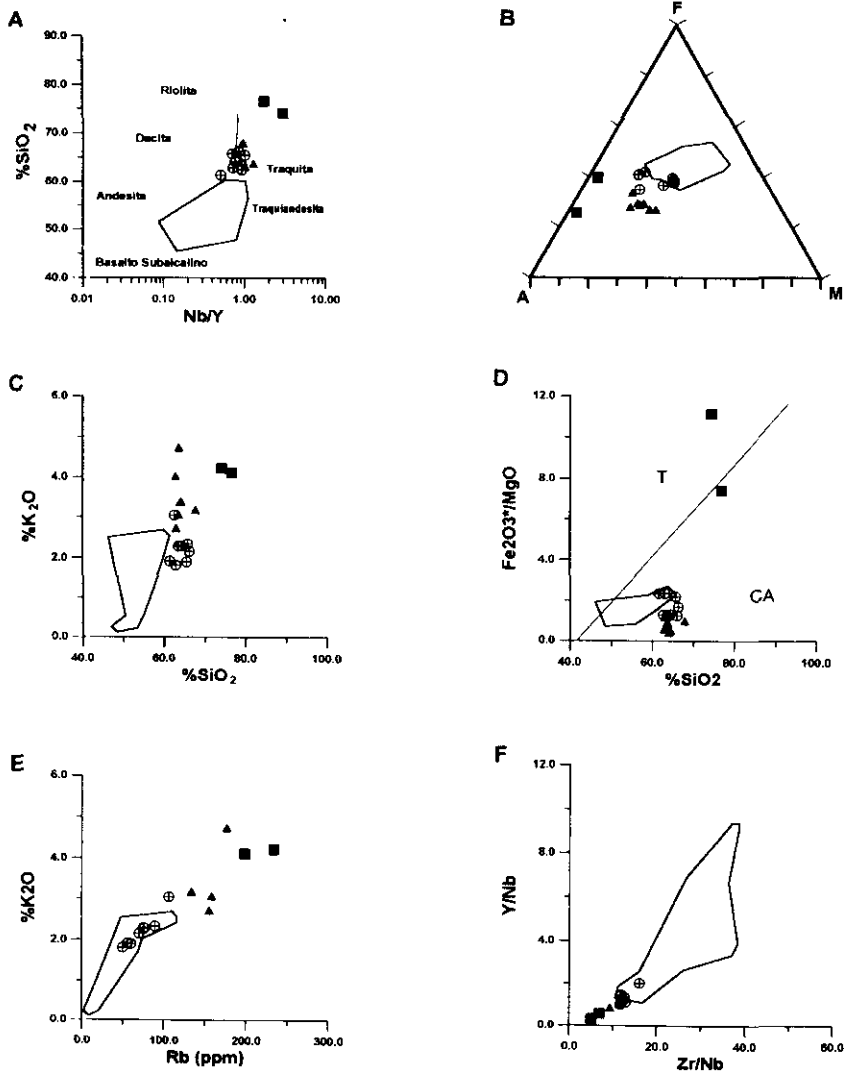 A
90.0
80.0
70.0
60.0
50.0
40.0
%SiO2
Riolita
Dacita
Traquita
Andesita
Traquiandesita
Basalto Subalcalino
0.01
0.10
1.00
10.00
Nb/Y
B
F
A
M
C
6.0
4.0
2.0
0.0
%K2O
40.0
60.0
80.0
100.0
%SiO2
D
12.0
8.0
4.0
0.0
Fe2O3*/MgO
T
CA
40.0
60.0
80.0
100.0
%SiO2
E
6.0
4.0
2.0
0.0
%K2O
0.0
100.0
200.0
300.0
Rb (ppm)
F
12.0
8.0
4.0
0.0
Y/Nb
0.0
20.0
40.0
60.0
Zr/Nb